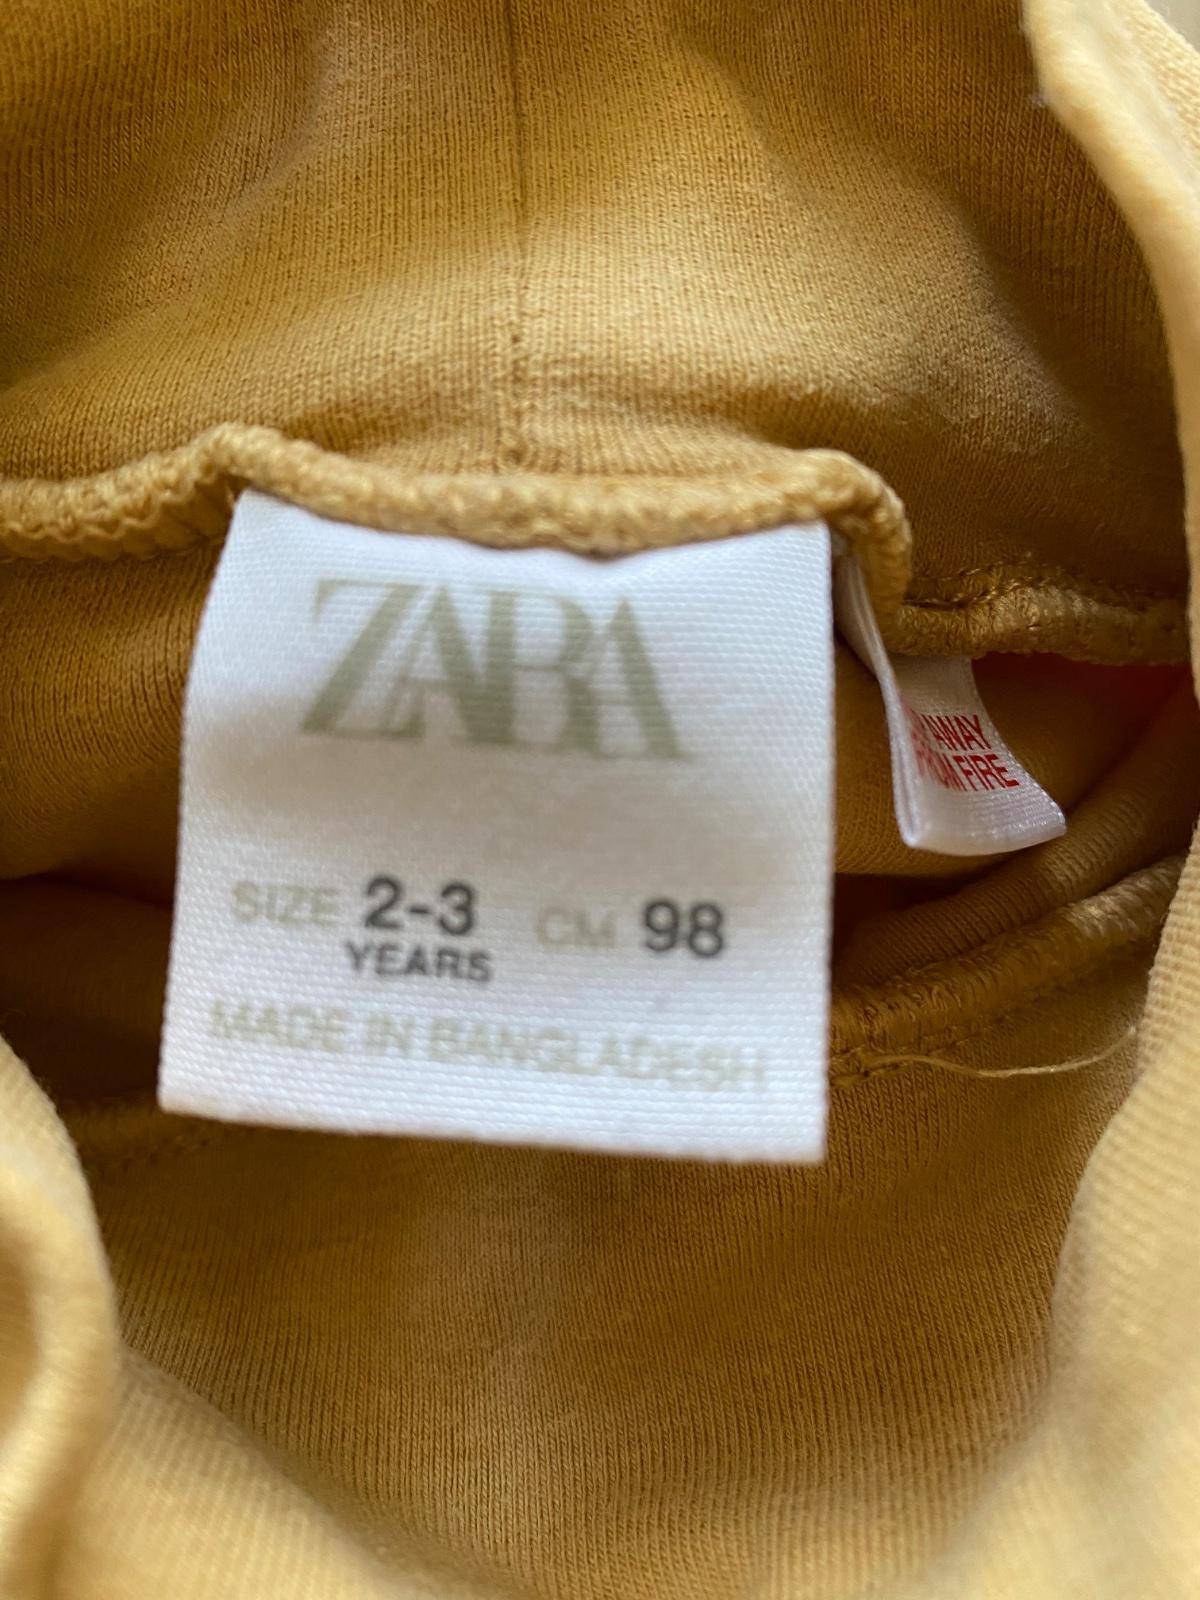 ZARA
SIZE 2-3 CM 98
YEARS
MADE IN BANGLADESH
AWAY
FROM FIRE